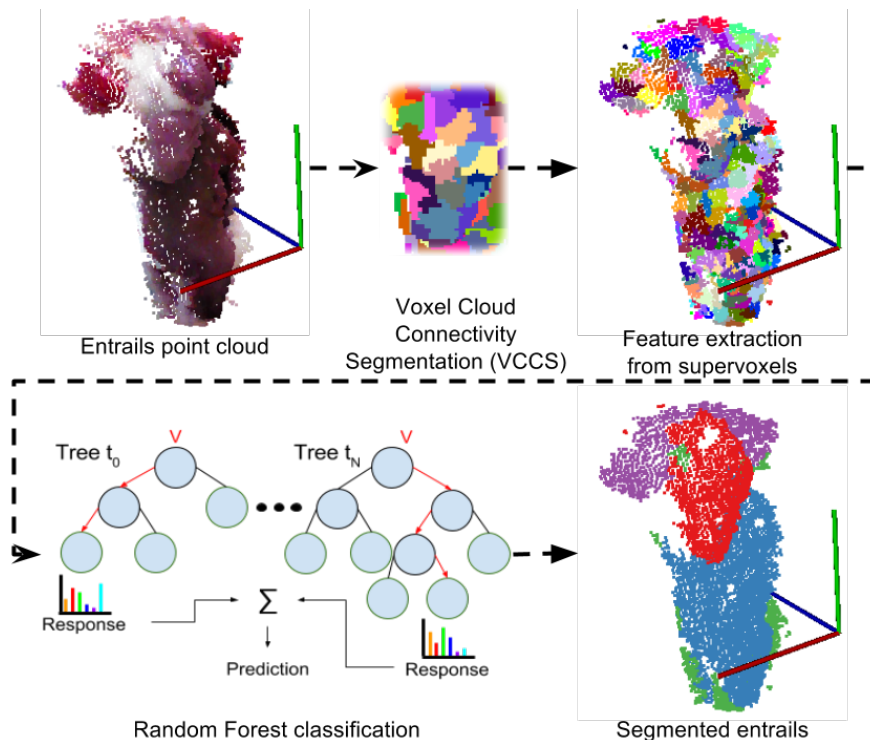 Entrails point cloud
Voxel Cloud
Connectivity
Segmentation (VCCS)
Feature extraction
from supervoxels
V
Tree t0
V
Tree tN
Response
Σ
Prediction
Response
Random Forest classification
Segmented entrails